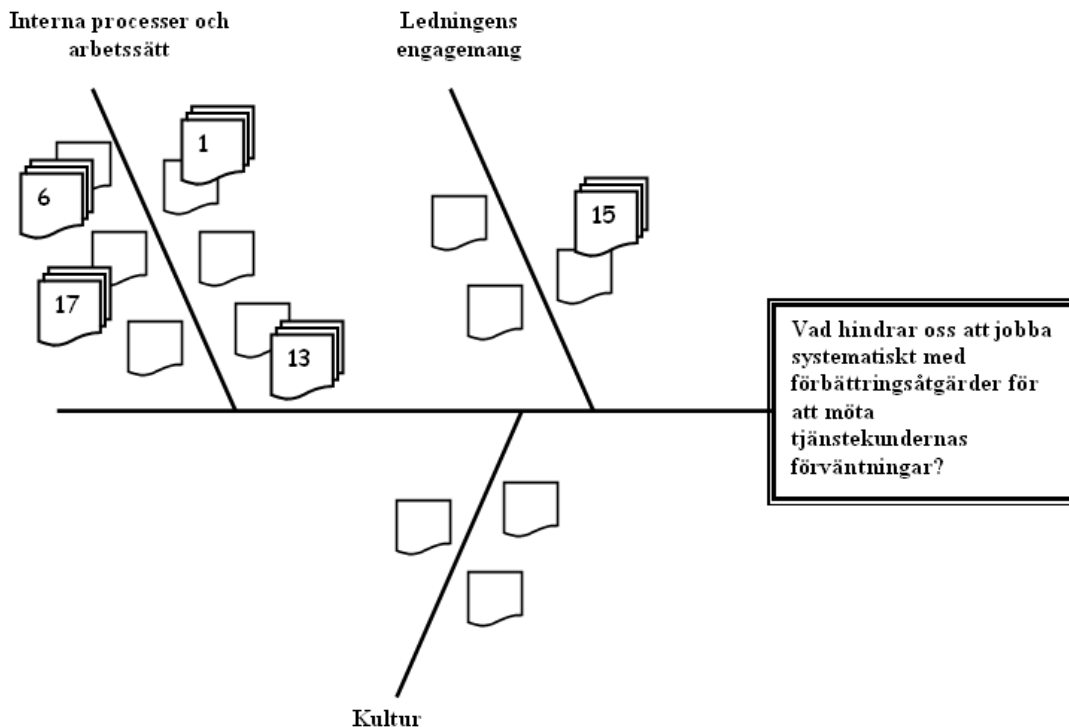 Interna processer och
arbetssätt
Ledningens
engagemang
1
6
15
17
13
Vad hindrar oss att jobba
systematiskt med
förbättringsåtgärder för
att möta
tjänstekundernas
förväntningar?
Kultur